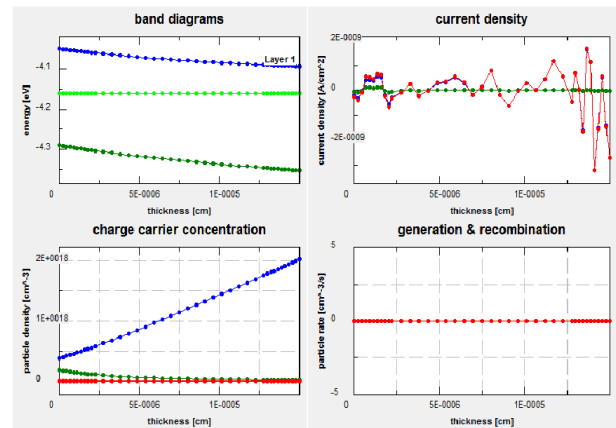 band diagrams
Layer 1
-4.1
-4.2
-4.3
energy [eV]
0
5E-0006
1E-0005
thickness [cm]
current density
2E-0009
0
-2E-0009
current density [A/cm^2]
0
5E-0006
1E-0005
thickness [cm]
charge carrier concentration
2E+0018
1E+0018
0
particle density [cm^-3]
0
5E-0006
1E-0005
thickness [cm]
generation & recombination
5
0
-5
particle rate [cm^-3/s]
0
5E-0006
1E-0005
thickness [cm]